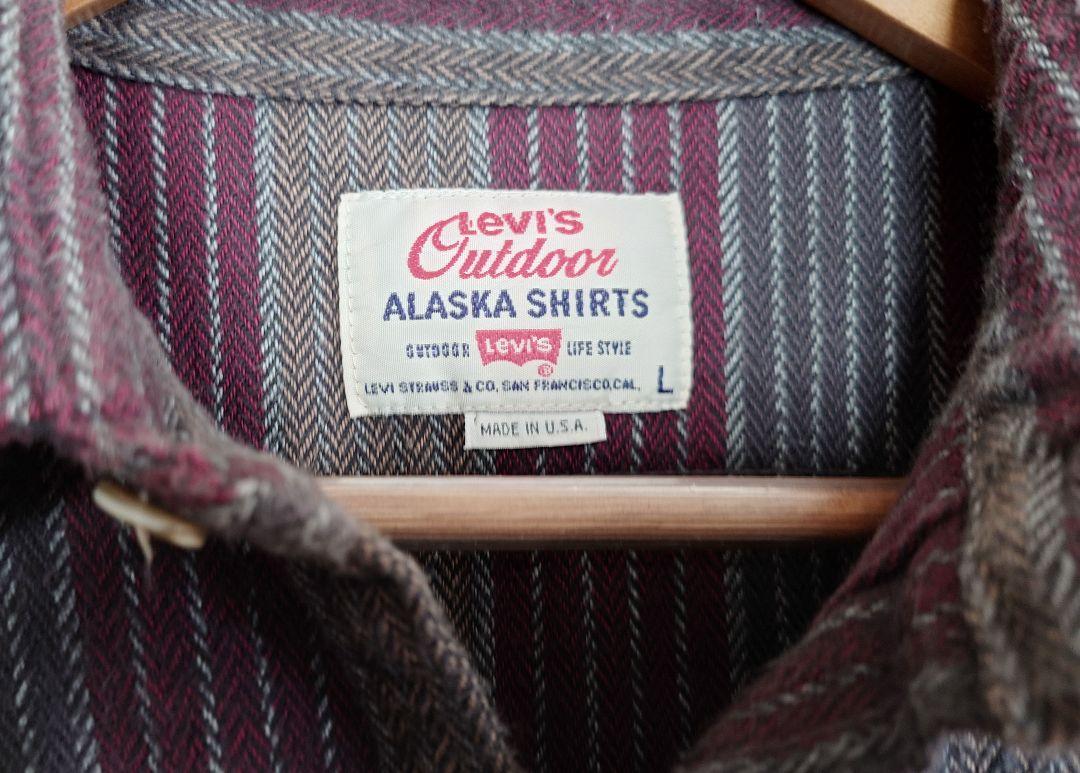 Levi's
Outdoor
ALASKA SHIRTS
OUTDOOR Levi's ® LIFE STYLE
LEVI STRAUSS & CO, SAN FRANCISCO,CAL, L
MADE IN U.S.A.